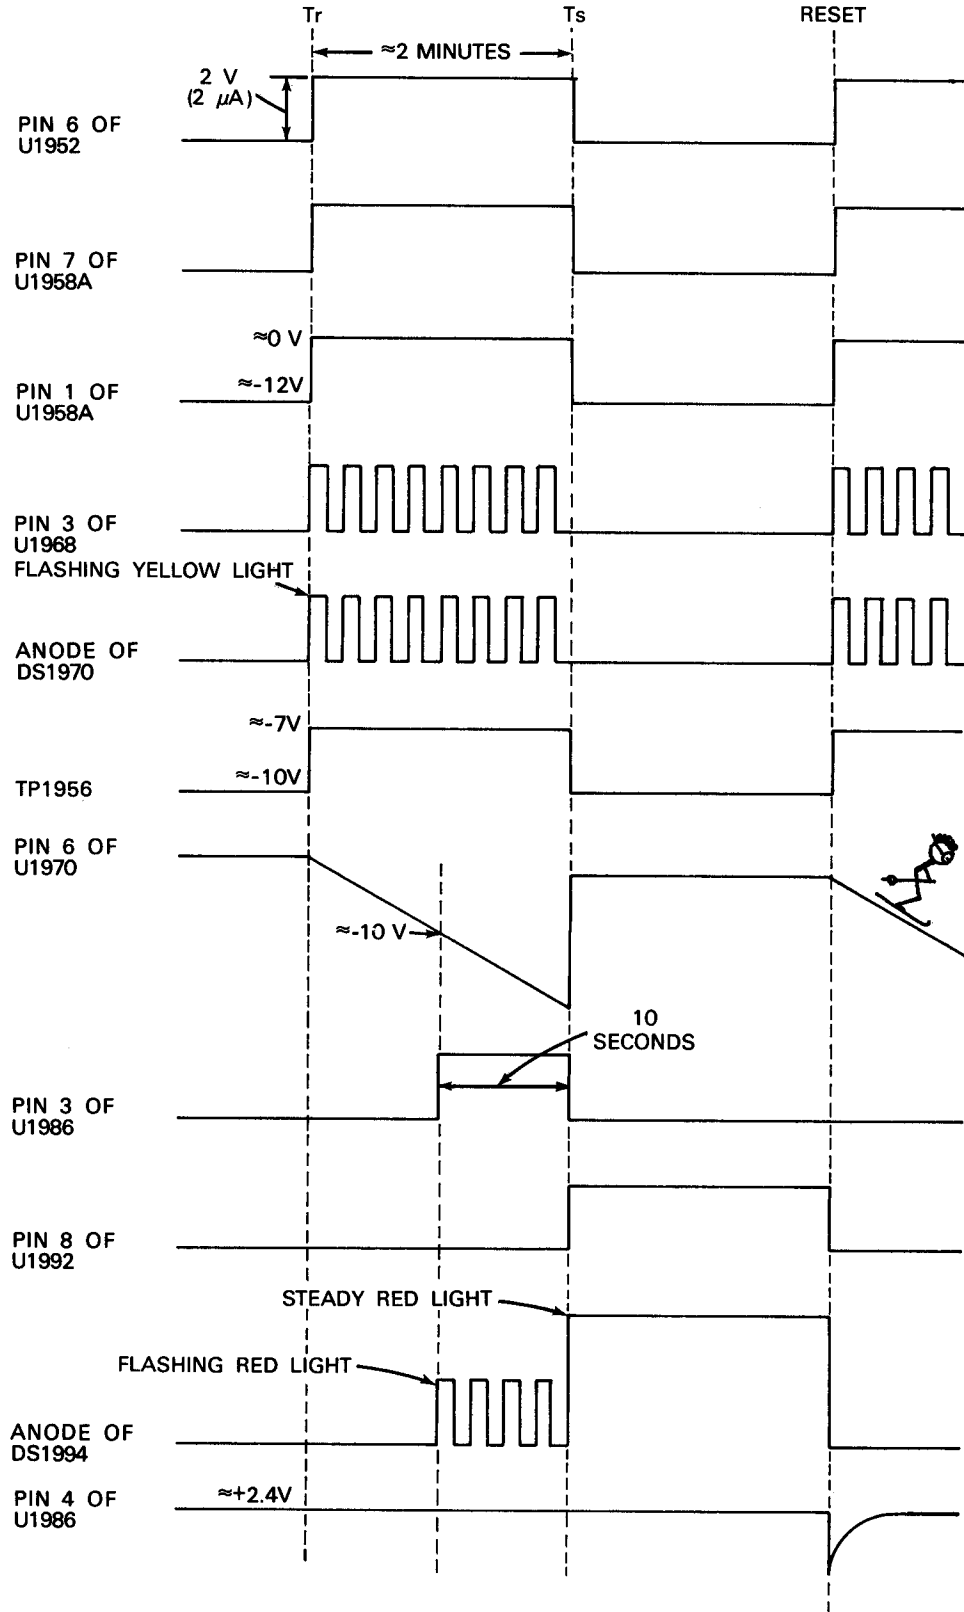 Tr Ts RESET
≈2 MINUTES
2 V
(2 μA)
PIN 6 OF
U1952
PIN 7 OF
U1958A
≈0 V
≈-12V
PIN 1 OF
U1958A
PIN 3 OF
U1968
FLASHING YELLOW LIGHT
ANODE OF
DS1970
≈-7V
≈-10V
TP1956
PIN 6 OF
U1970
≈-10 V
10
SECONDS
PIN 3 OF
U1986
PIN 8 OF
U1992
STEADY RED LIGHT
FLASHING RED LIGHT
ANODE OF
DS1994
≈+2.4V
PIN 4 OF
U1986